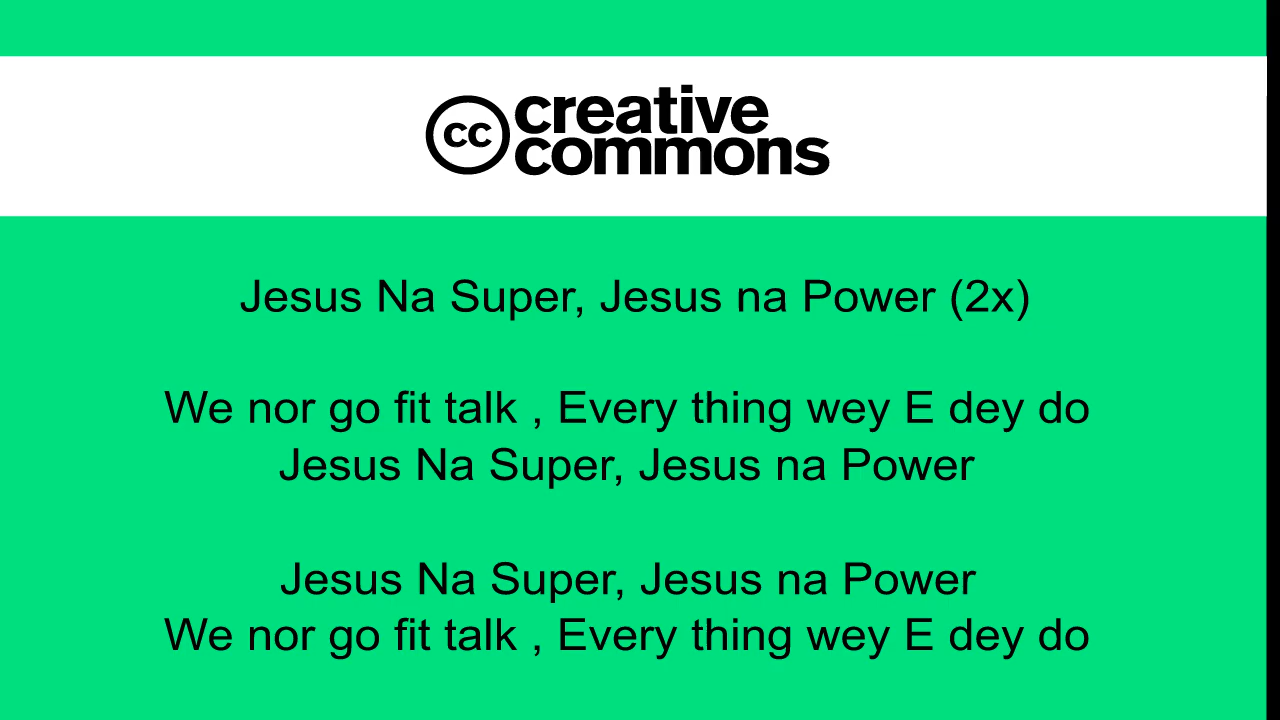 cc creative
commons
Jesus Na Super, Jesus na Power (2x)
We nor go fit talk , Every thing wey E dey do
Jesus Na Super, Jesus na Power
Jesus Na Super, Jesus na Power
We nor go fit talk , Every thing wey E dey do